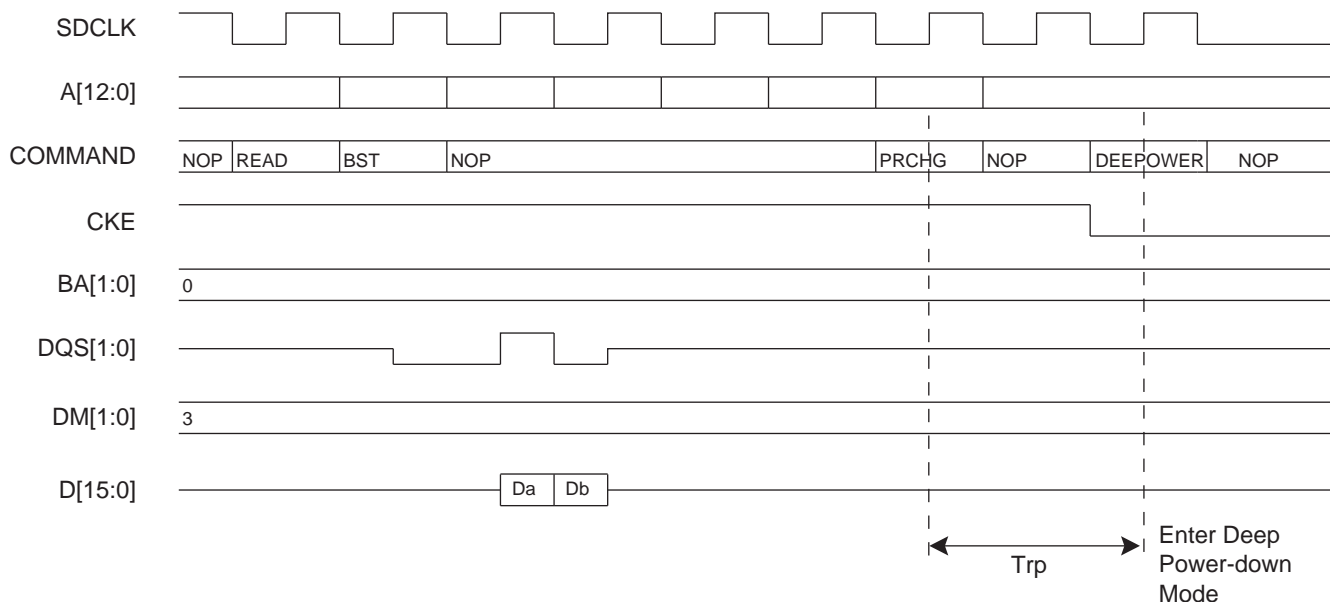 SDCLK
A[12:0]
COMMAND NOP READ BST NOP PRCHG NOP DEEPOWER NOP
CKE
BA[1:0] 0
DQS[1:0]
DM[1:0] 3
D[15:0] Da Db
Trp
Enter Deep
Power-down
Mode